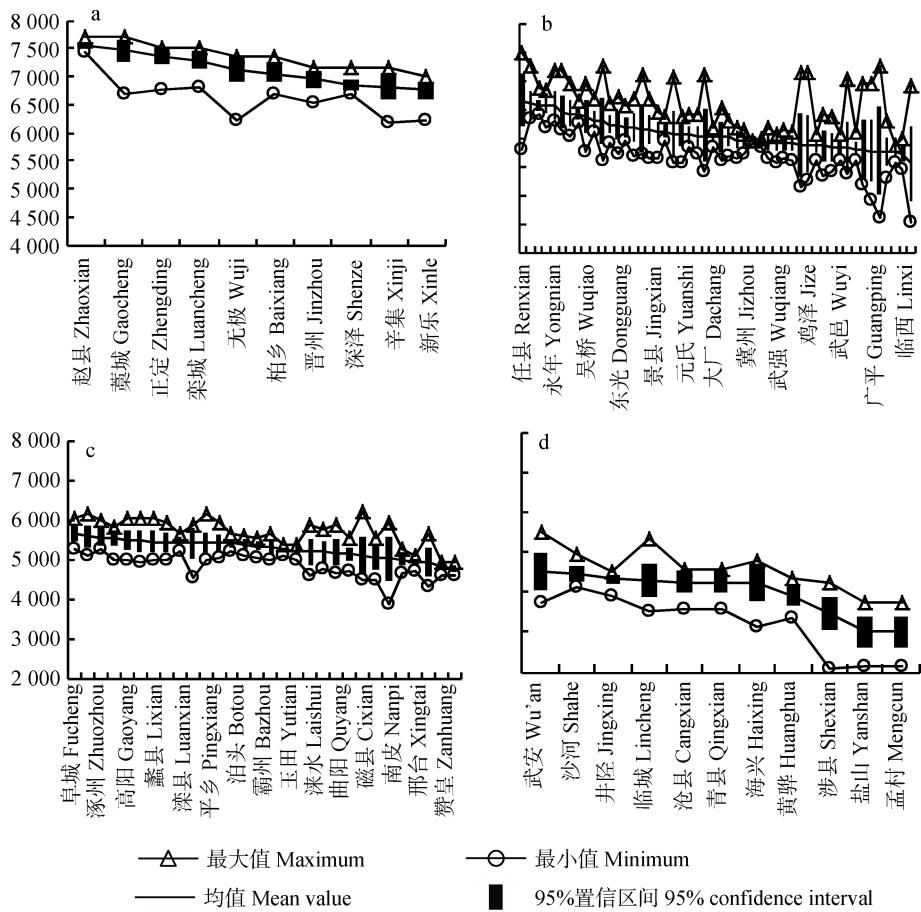 a
8 000
7 500
7 000
6 500
6 000
5 500
5 000
4 500
4 000
赵县 Zhaoxian
藁城 Gaocheng
正定 Zhengding
栾城 Luancheng
无极 Wuji
柏乡 Baixiang
晋州 Jinzhou
深泽 Shenze
辛集 Xinji
新乐 Xinle
b
任县 Renxian
永年 Yongnian
吴桥 Wuqiao
东光 Dongguang
景县 Jingxian
元氏 Yuanshi
大厂 Dachang
冀州 Jizhou
武强 Wuqiang
鸡泽 Jize
武邑 Wuyi
广平 Guangping
临西 Linxi
c
8 000
7 000
6 000
5 000
4 000
3 000
2 000
阜城 Fucheng
涿州 Zhuozhou
高阳 Gaoyang
蠡县 Lixian
滦县 Luanxian
平乡 Pingxiang
泊头 Botou
霸州 Bazhou
玉田 Yutian
涞水 Laishui
曲阳 Quyang
磁县 Cixian
南皮 Nanpi
邢台 Xingtai
赞皇 Zanhuang
d
武安 Wu'an
沙河 Shahe
井陉 Jingxing
临城 Lincheng
沧县 Cangxian
青县 Qingxian
海兴 Haixing
黄骅 Huanghua
涉县 Shexian
盐山 Yanshan
孟村 Mengcun
最大值 Maximum
最小值 Minimum
均值 Mean value
95%置信区间 95% confidence interval